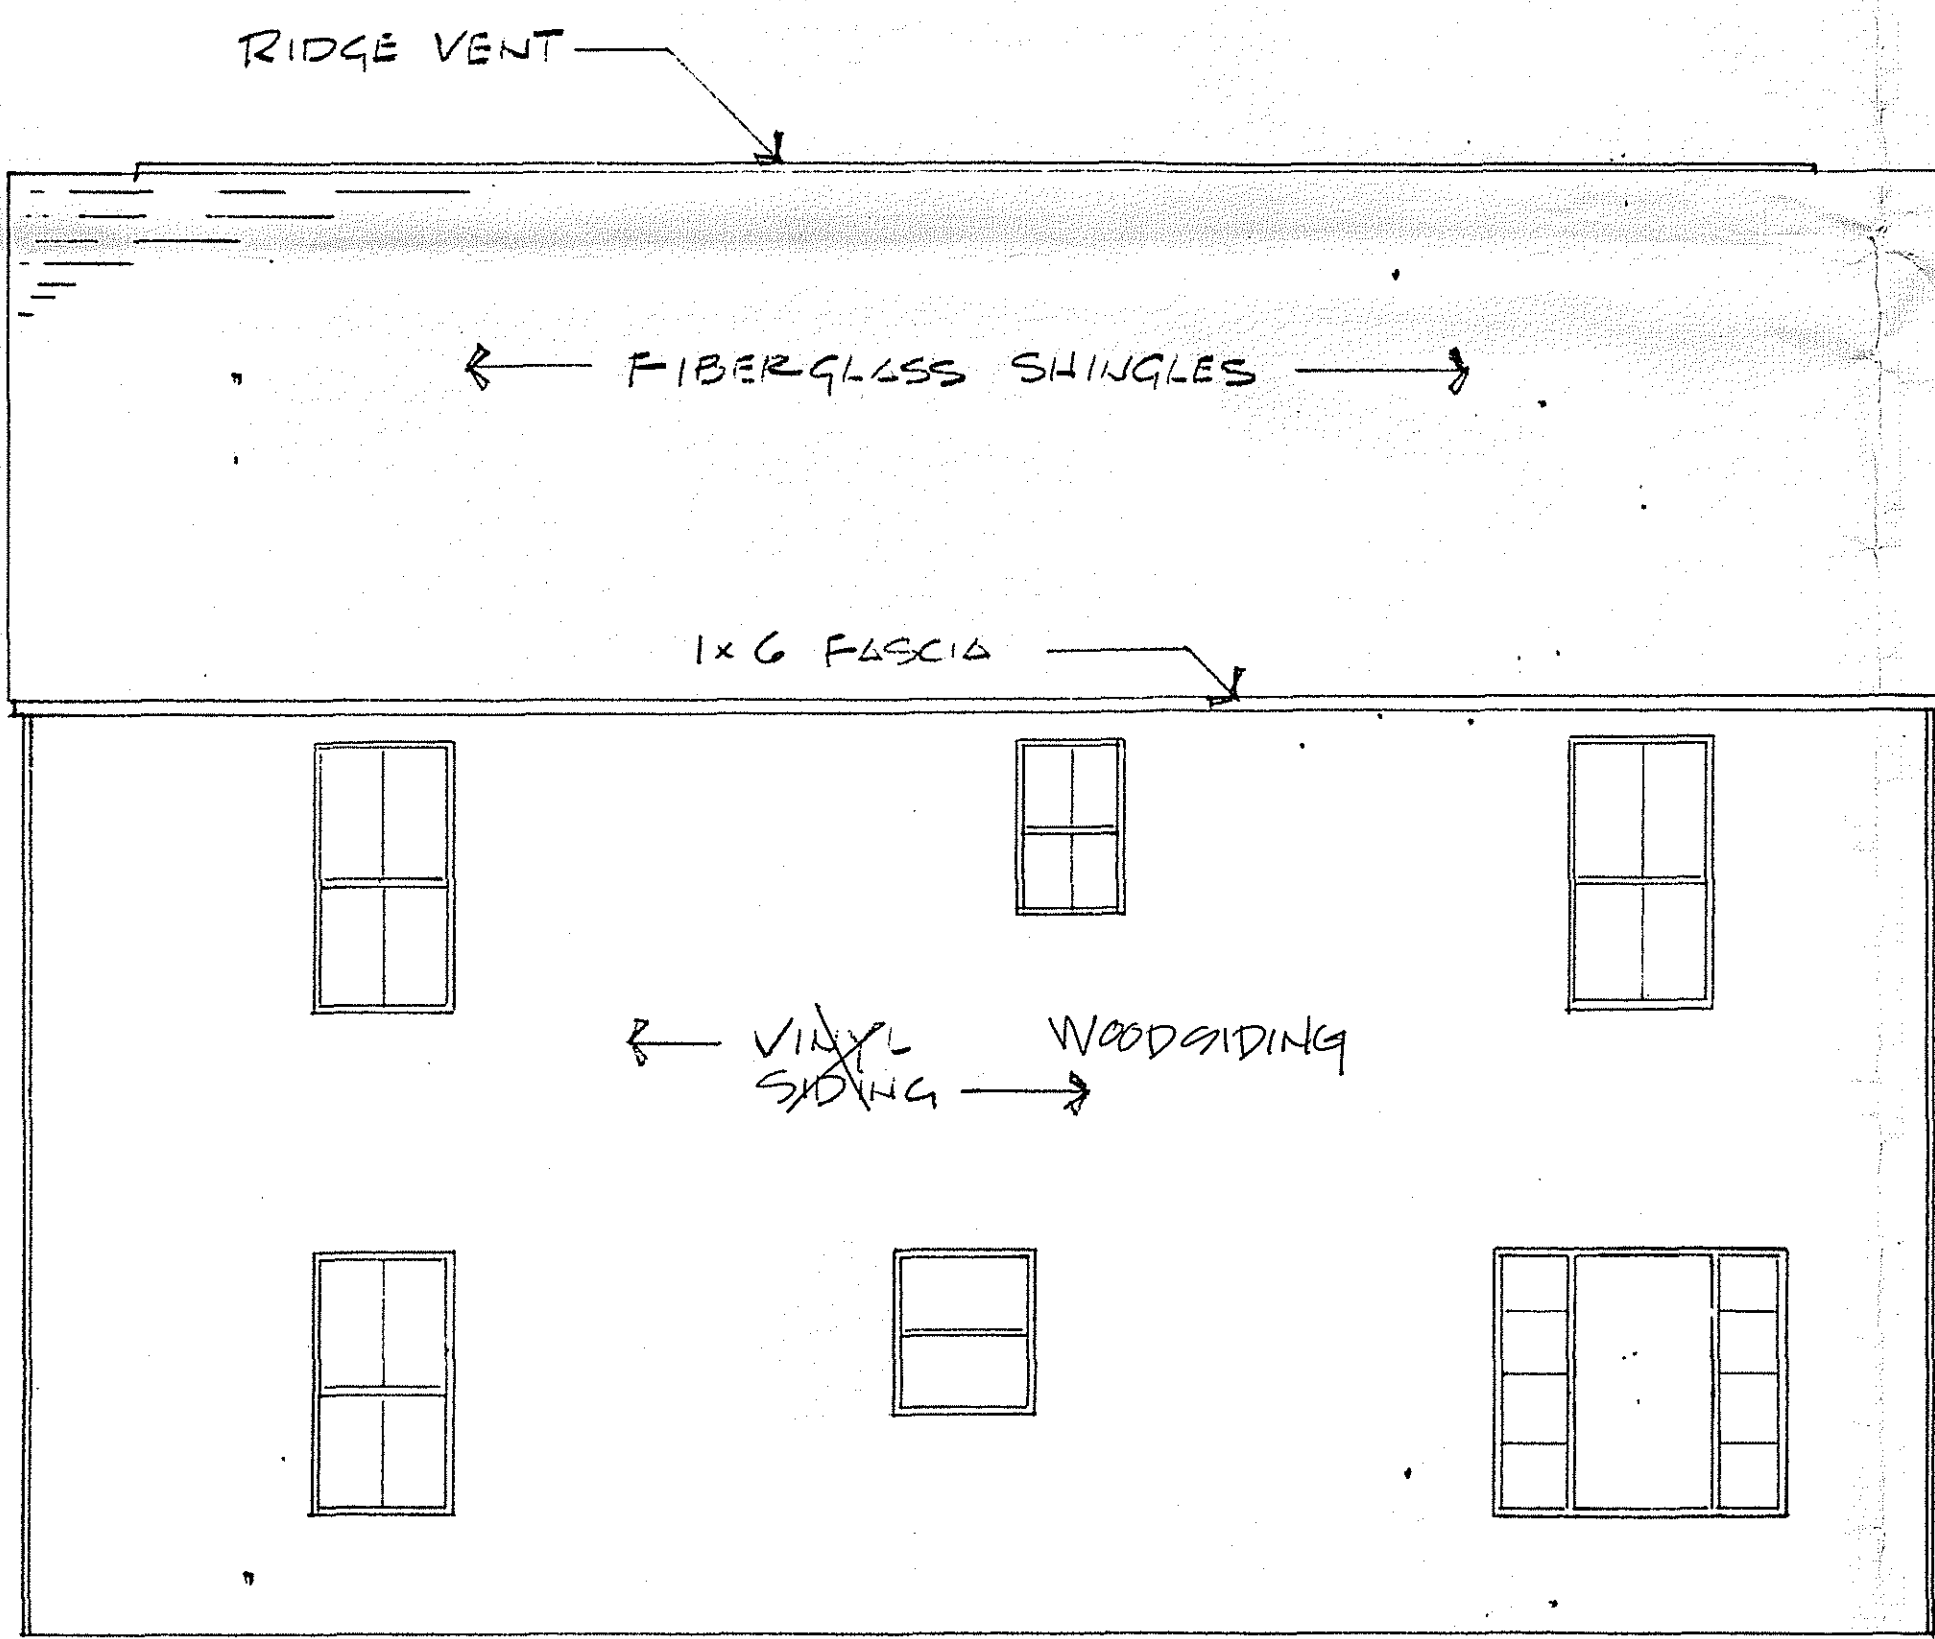 RIDGE VENT
FIBERGLASS SHINGLES
1x6 FASCIA
VINYL WOODSIDING
SIDING